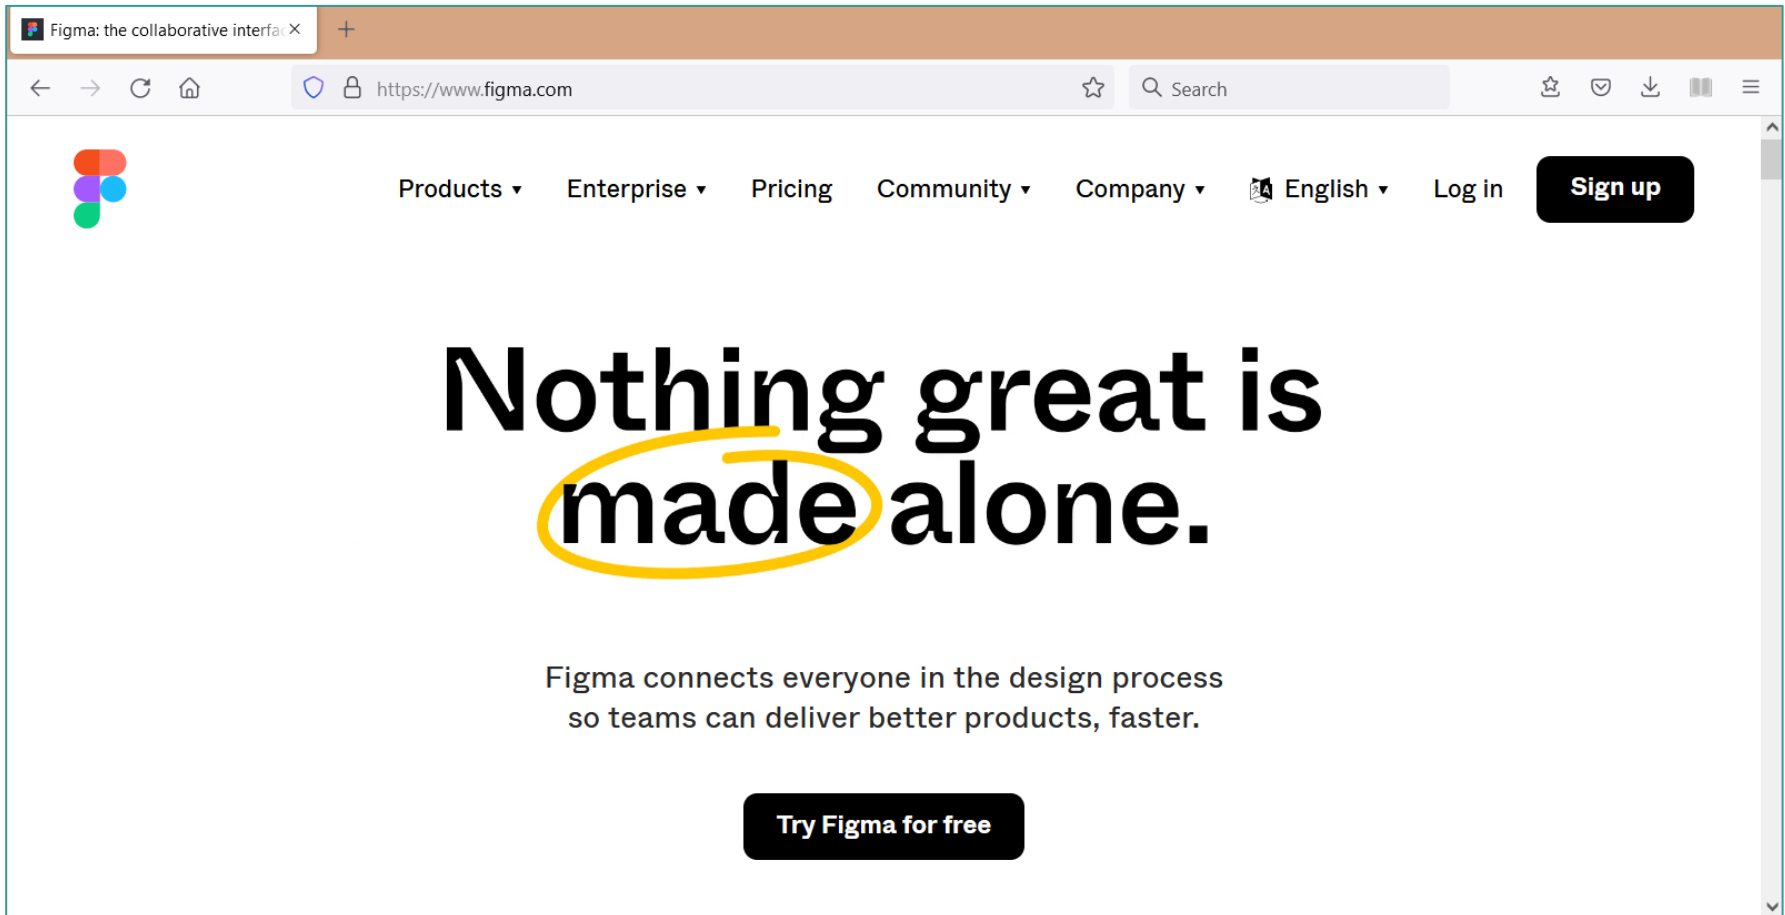 Figma: the collaborative interfac
https://www.figma.com
Search
Products Enterprise Pricing Community Company English Log in Sign up
Nothing great is
made alone.
Figma connects everyone in the design process
so teams can deliver better products, faster.
Try Figma for free